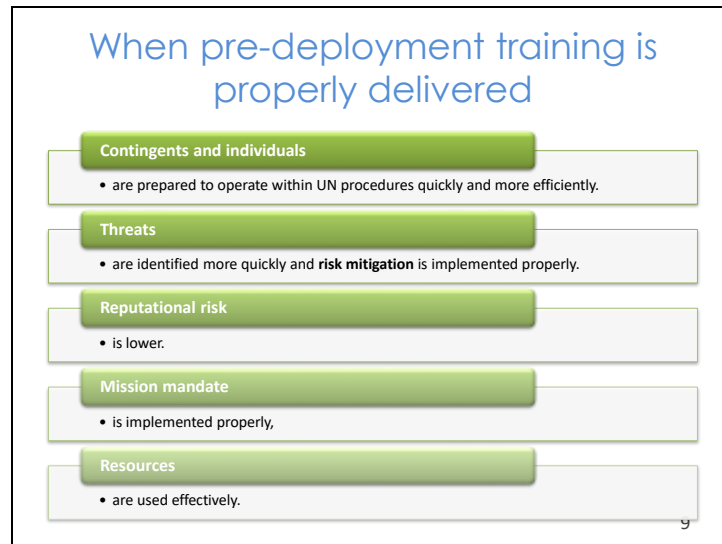 When pre-deployment training is
properly delivered
Contingents and individuals
• are prepared to operate within UN procedures quickly and more efficiently.
Threats
• are identified more quickly and risk mitigation is implemented properly.
Reputational risk
• is lower.
Mission mandate
• is implemented properly,
Resources
• are used effectively.
9